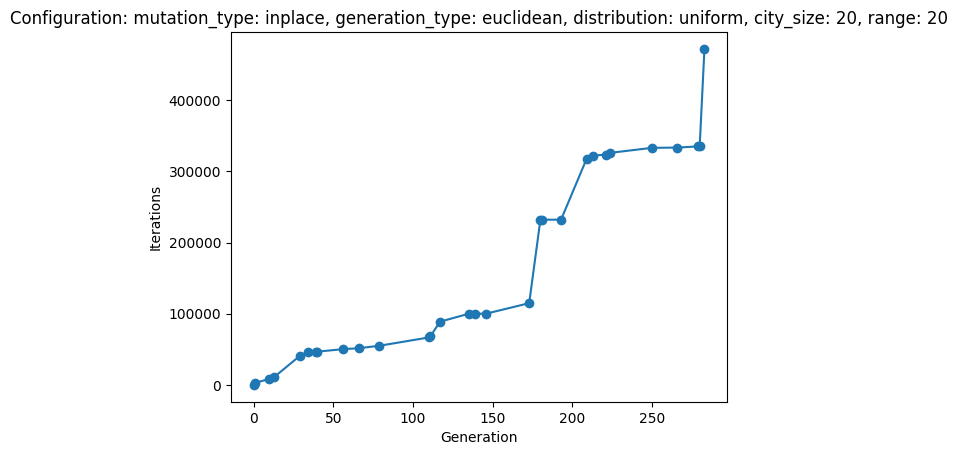 Configuration: mutation_type: inplace, generation_type: euclidean, distribution: uniform, city_size: 20, range: 20
400000
300000
200000
100000
0
Iterations
0 50 100 150 200 250
Generation